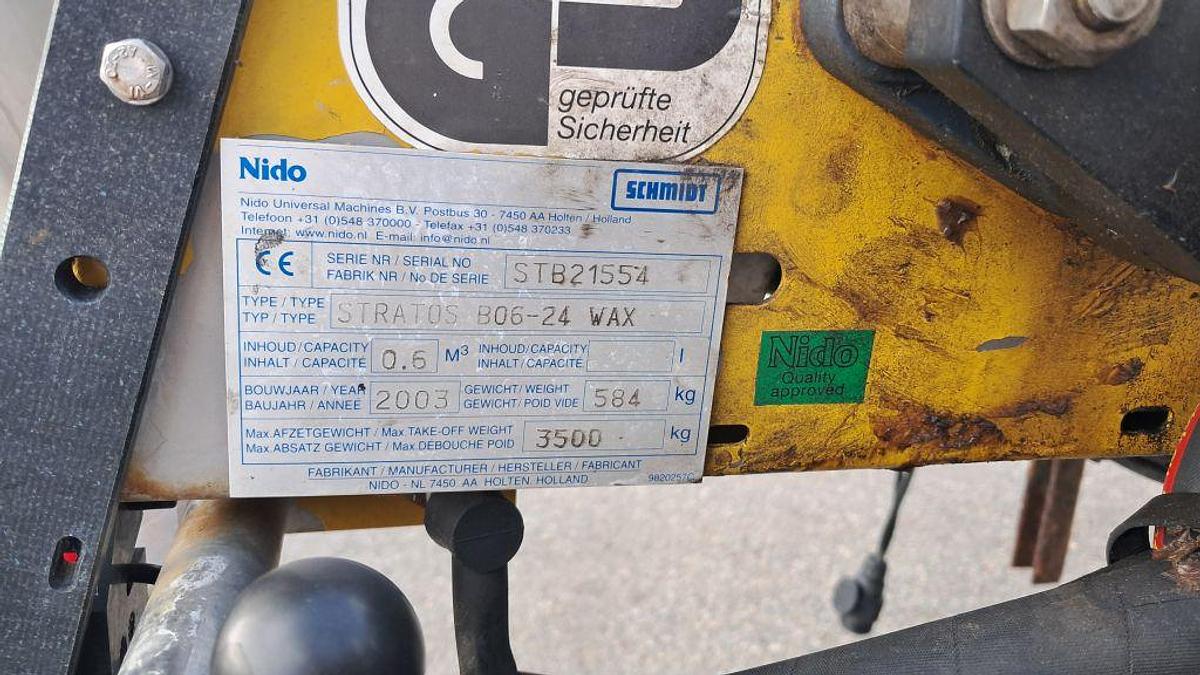 geprüfte
Sicherheit
Nido
SCHMIDT
Nido Universal Machines B.V. Postbus 30 - 7450 AA Holten / Holland
Telefoon +31 (0)548 370000 - Telefax +31 (0)548 370233
Internet: www.nido.nl E-mail: info@nido.nl
CE
SERIE NR / SERIAL NO
FABRIK NR / No DE SERIE
STB21554
TYPE / TYPE
TYP / TYPE
STRATOS B06-24 WAX
INHOUD / CAPACITY
INHALT / CAPACITÉ
0.6 M³
INHOUD/CAPACITY
INHALT/CAPACITÉ
l
BOUWJAAR / YEAR
BAUJAHR / ANNEE
2003
GEWICHT/ WEIGHT
GEWICHT/ POID VIDE
584 kg
Max.AFZETGEWICHT / Max.TAKE-OFF WEIGHT
Max.ABSATZ GEWICHT / Max DÉBOUCHE POID
3500 kg
FABRIKANT / MANUFACTURER / HERSTELLER / FABRICANT
NIDO - NL 7450 AA HOLTEN HOLLAND
9820257C
Nido
Quality
approved